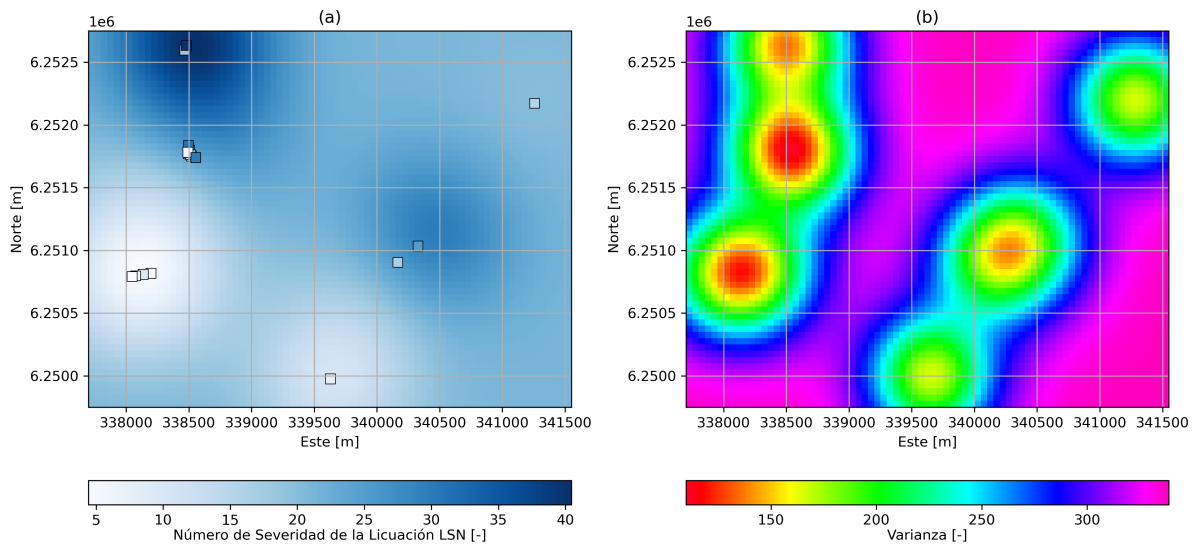 (a)
1e6
6.2525
6.2520
6.2515
6.2510
6.2505
6.2500
Norte [m]
338000 338500 339000 339500 340000 340500 341000 341500
Este [m]
5 10 15 20 25 30 35 40
Número de Severidad de la Licuación LSN [-]
(b)
1e6
6.2525
6.2520
6.2515
6.2510
6.2505
6.2500
Norte [m]
338000 338500 339000 339500 340000 340500 341000 341500
Este [m]
150 200 250 300
Varianza [-]